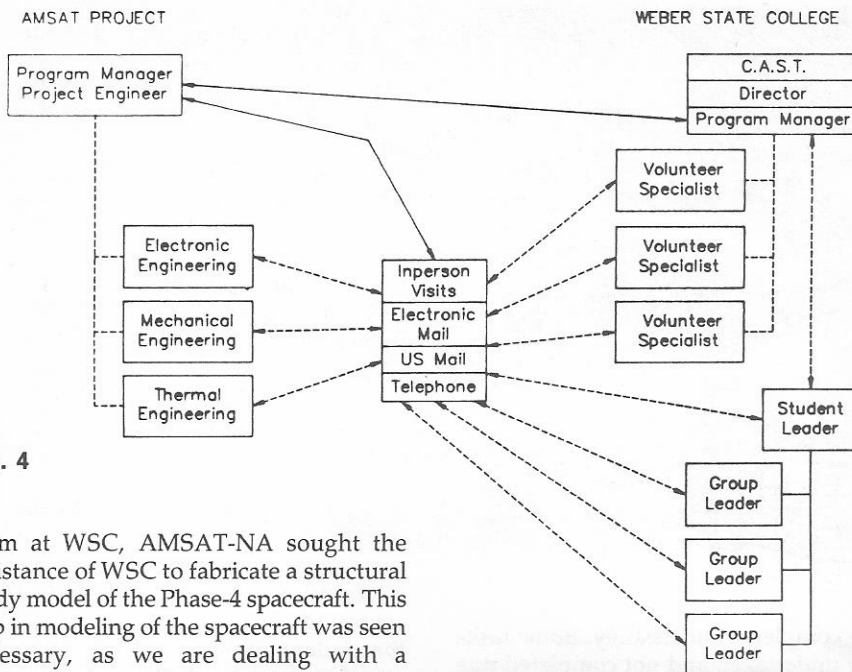 AMSAT PROJECT
WEBER STATE COLLEGE
Program Manager
Project Engineer
C.A.S.T.
Director
Program Manager
Volunteer
Specialist
Volunteer
Specialist
Volunteer
Specialist
Electronic
Engineering
Mechanical
Engineering
Thermal
Engineering
Inperson
Visits
Electronic
Mail
US Mail
Telephone
Student
Leader
Group
Leader
Group
Leader
Group
Leader
. 4
m at WSC, AMSAT-NA sought the
istance of WSC to fabricate a structural
dy model of the Phase-4 spacecraft. This
p in modeling of the spacecraft was seen
essary, as we are dealing with a